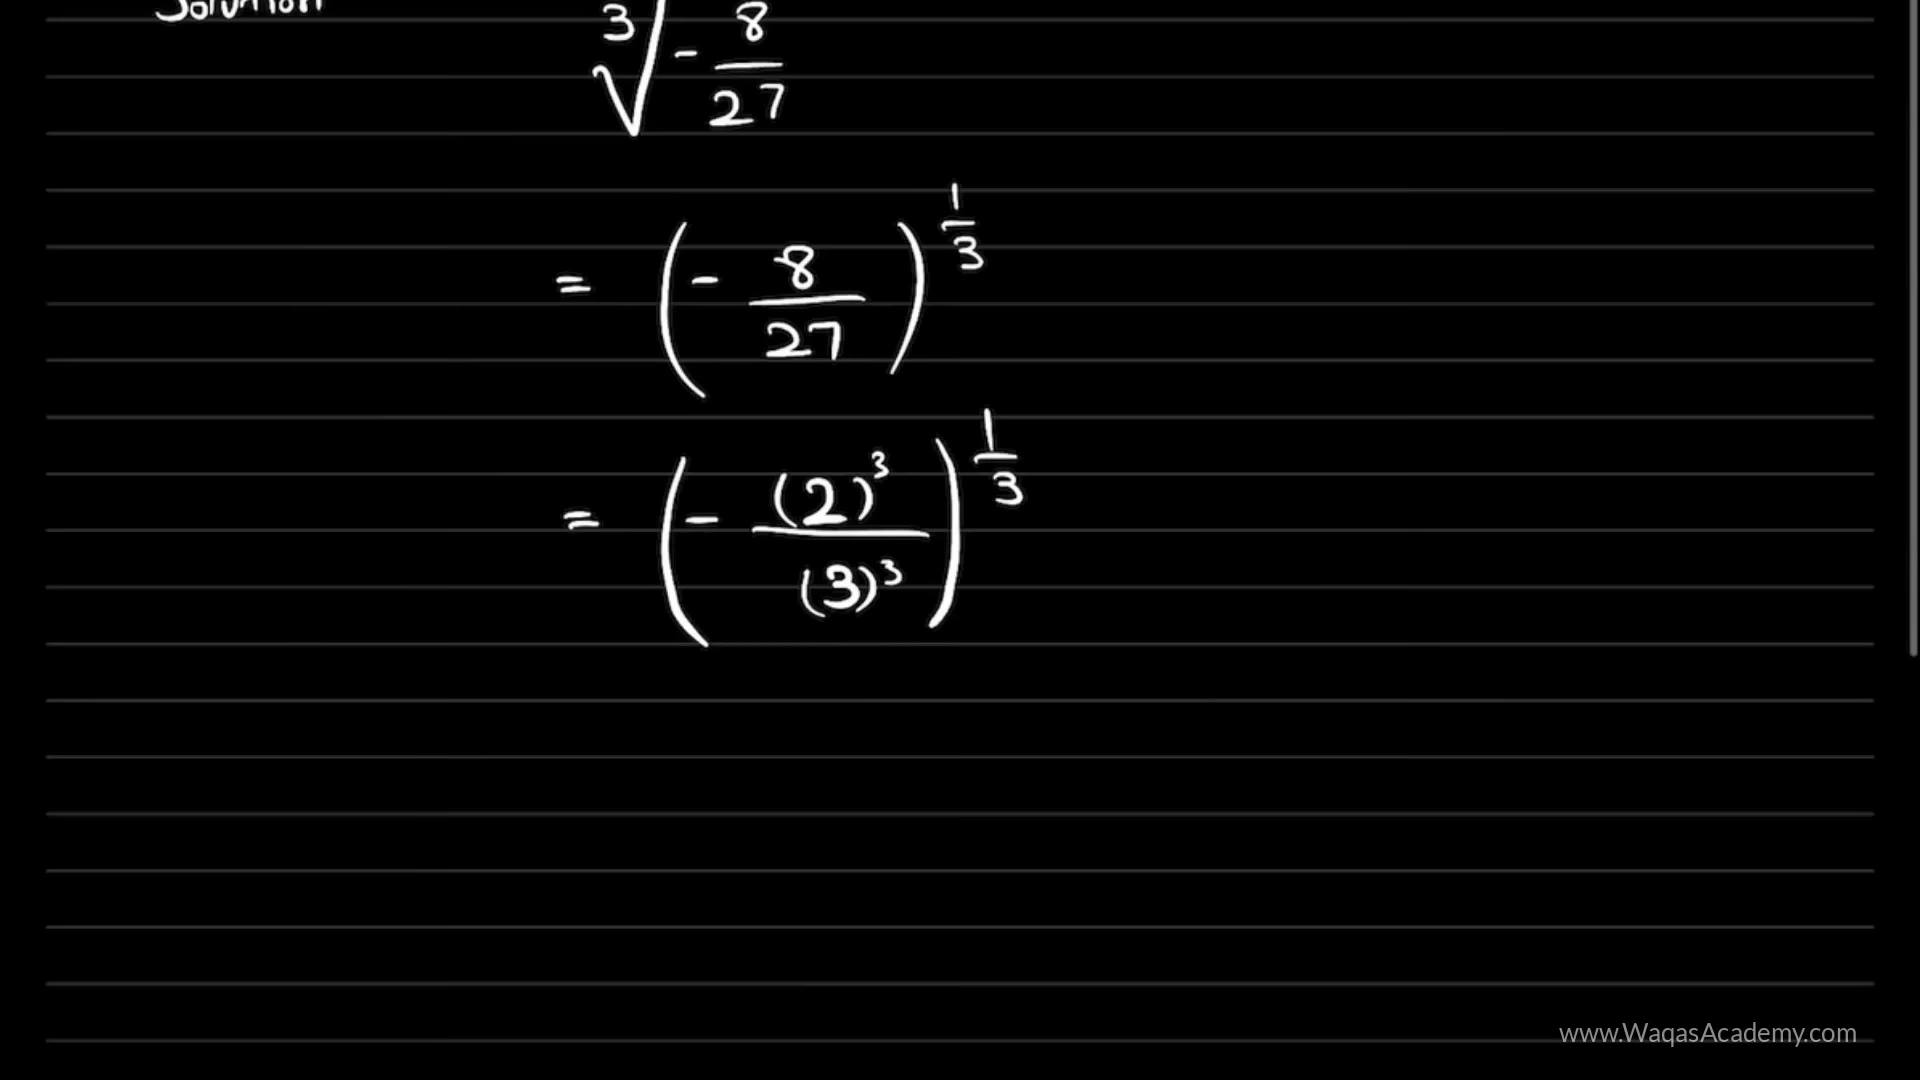 Solution
∛(- 8/27)
= (- 8/27)^(1/3)
= (- (2)^3/(3)^3)^(1/3)
www.WaqasAcademy.com